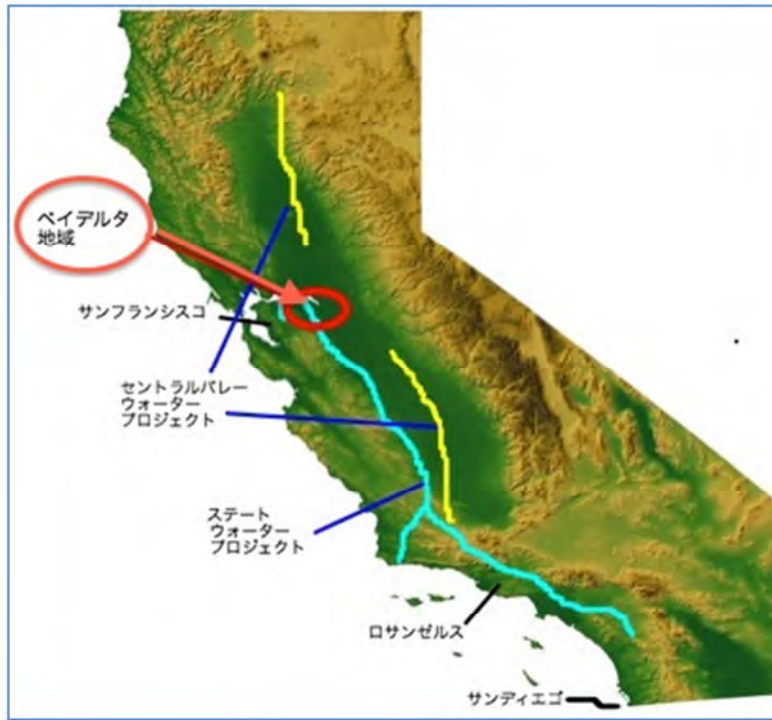 ベイデルタ
地域
サンフランシスコ
セントラルバレー
ウォーター
プロジェクト
ステート
ウォーター
プロジェクト
ロサンゼルス
サンディエゴ